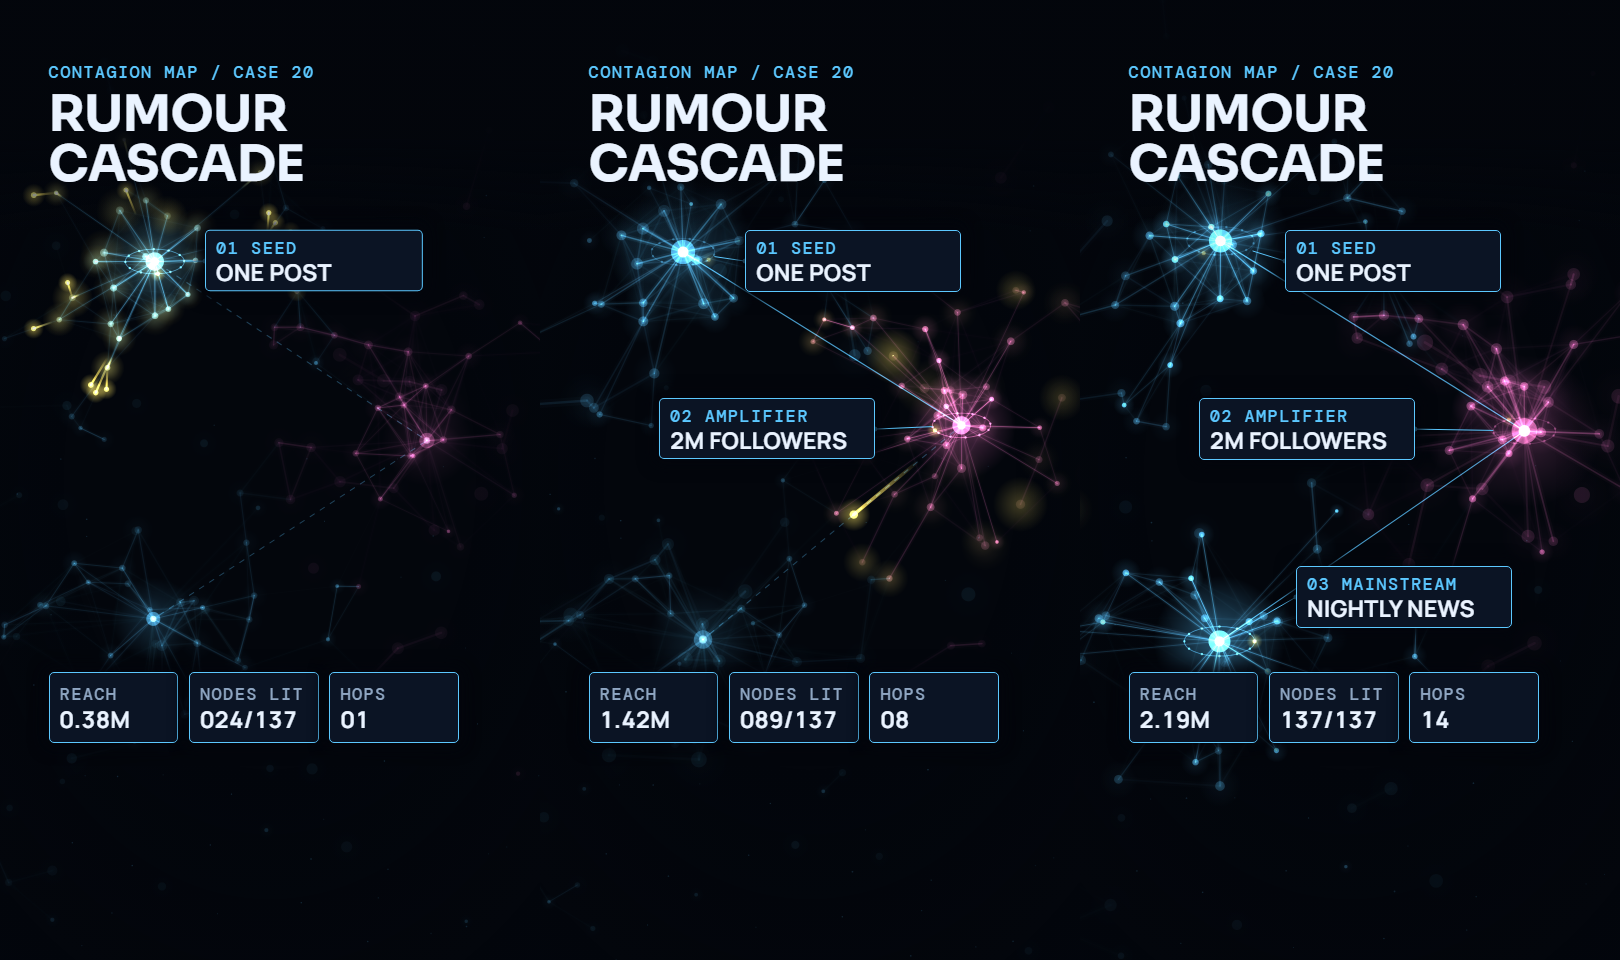 CONTAGION MAP / CASE 20
RUMOUR
CASCADE
01 SEED
ONE POST
REACH
0.38M
NODES LIT
024/137
HOPS
01
CONTAGION MAP / CASE 20
RUMOUR
CASCADE
01 SEED
ONE POST
02 AMPLIFIER
2M FOLLOWERS
REACH
1.42M
NODES LIT
089/137
HOPS
08
CONTAGION MAP / CASE 20
RUMOUR
CASCADE
01 SEED
ONE POST
02 AMPLIFIER
2M FOLLOWERS
03 MAINSTREAM
NIGHTLY NEWS
REACH
2.19M
NODES LIT
137/137
HOPS
14